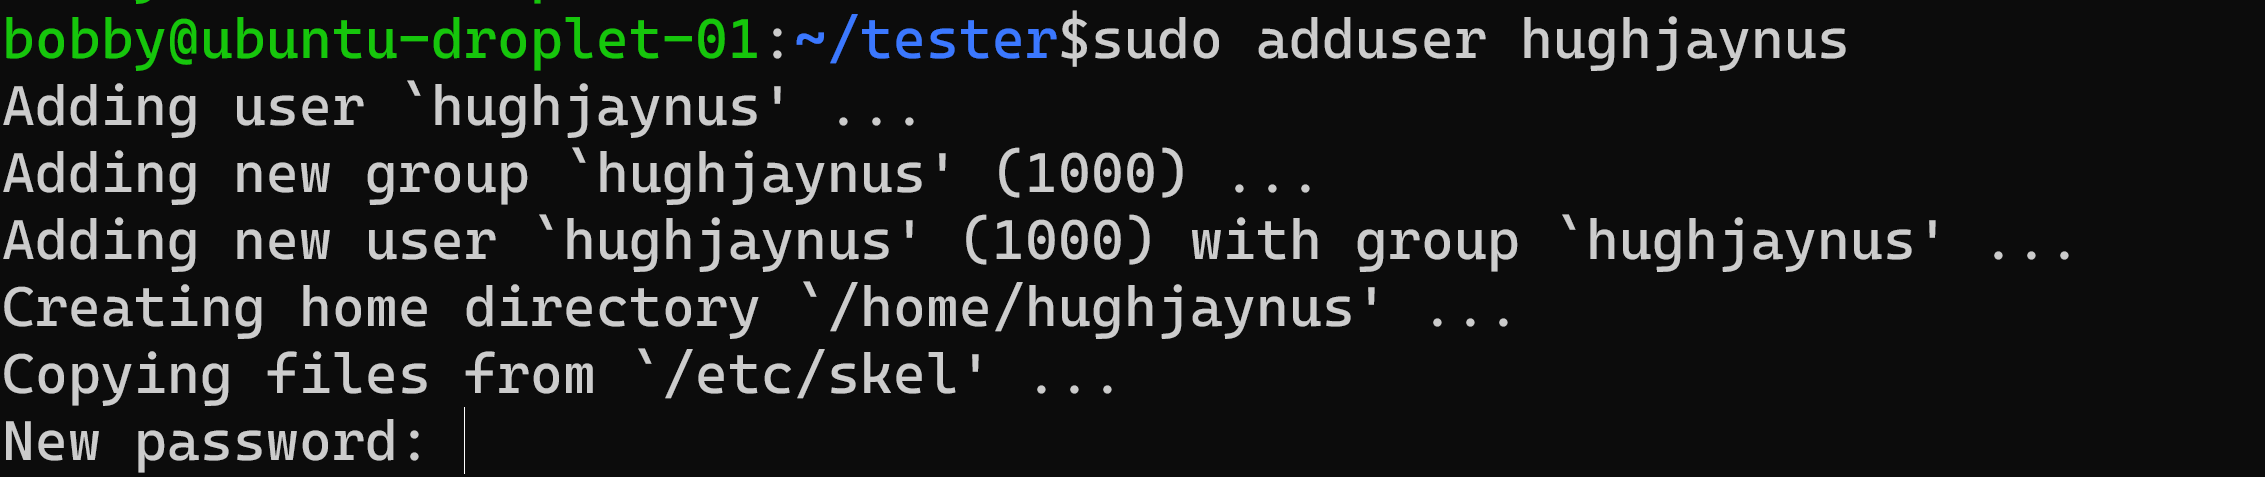 bobby@ubuntu-droplet-01:~/tester$sudo adduser hughjaynus
Adding user `hughjaynus' ...
Adding new group `hughjaynus' (1000) ...
Adding new user `hughjaynus' (1000) with group `hughjaynus' ...
Creating home directory `/home/hughjaynus' ...
Copying files from `/etc/skel' ...
New password: